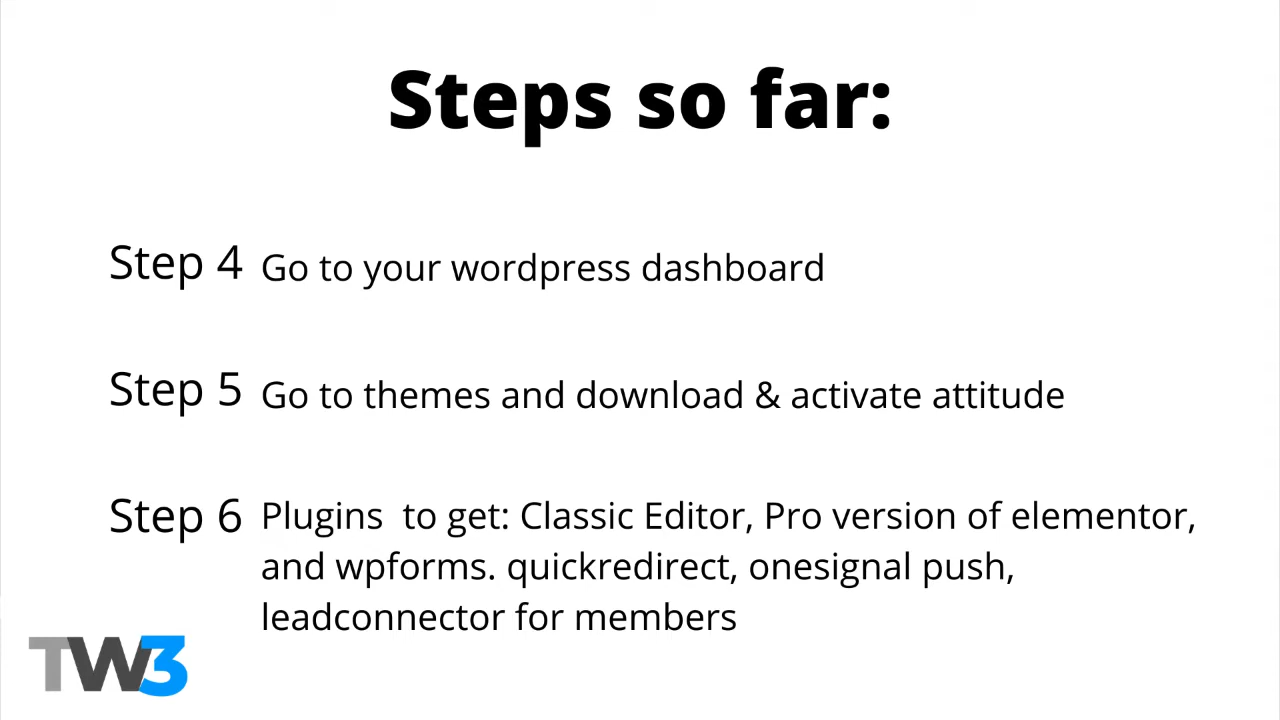 Steps so far:
Step 4 Go to your wordpress dashboard
Step 5 Go to themes and download & activate attitude
Step 6 Plugins  to get: Classic Editor, Pro version of elementor,
and wpforms. quickredirect, onesignal push,
leadconnector for members
TW3